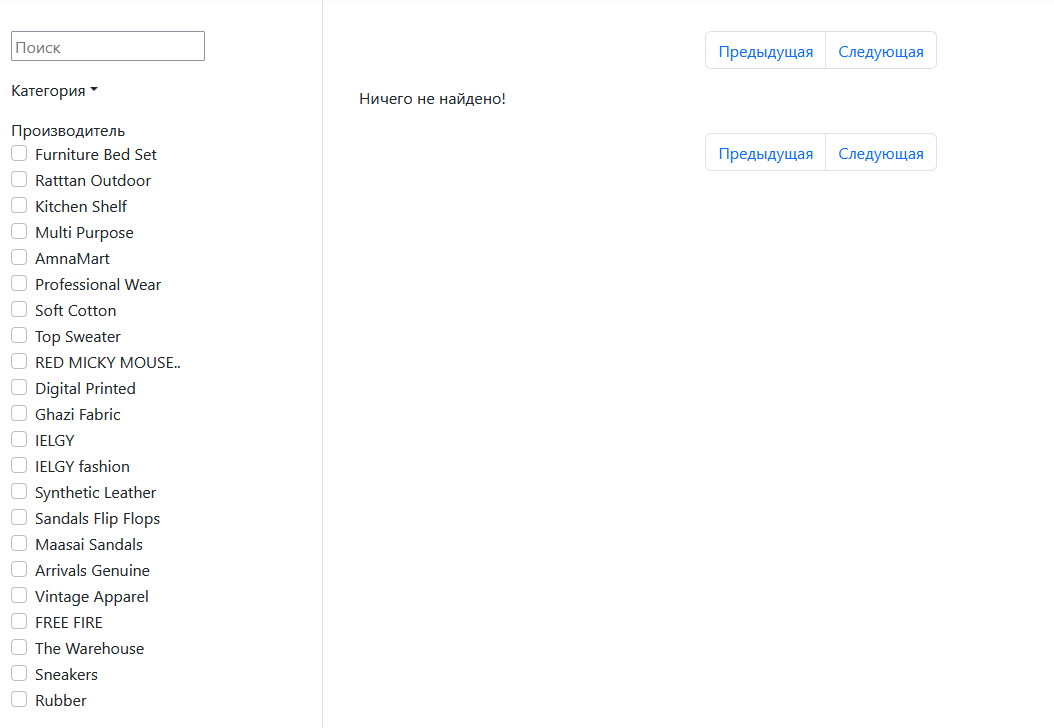 Поиск
Категория
Производитель
Furniture Bed Set
Ratttan Outdoor
Kitchen Shelf
Multi Purpose
AmnaMart
Professional Wear
Soft Cotton
Top Sweater
RED MICKY MOUSE..
Digital Printed
Ghazi Fabric
IELGY
IELGY fashion
Synthetic Leather
Sandals Flip Flops
Maasai Sandals
Arrivals Genuine
Vintage Apparel
FREE FIRE
The Warehouse
Sneakers
Rubber
Предыдущая Следующая
Ничего не найдено!
Предыдущая Следующая